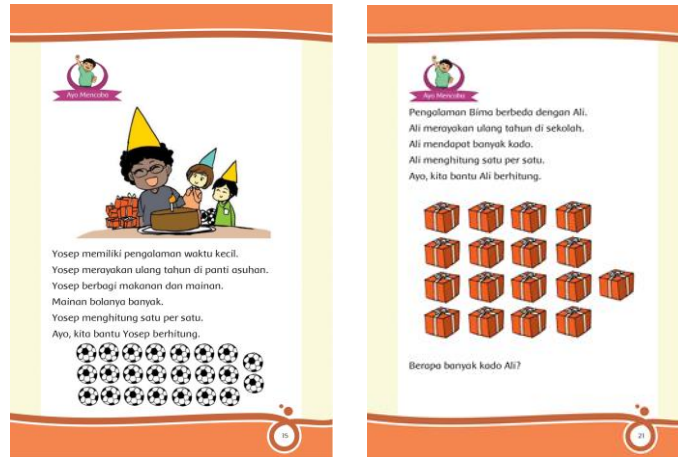 Ayo Mencoba
Yosep memiliki pengalaman waktu kecil.
Yosep merayakan ulang tahun di panti asuhan.
Yosep berbagi makanan dan mainan.
Mainan bolanya banyak.
Yosep menghitung satu per satu.
Ayo, kita bantu Yosep berhitung.
15
Ayo Mencoba
Pengalaman Bima berbeda dengan Ali.
Ali merayakan ulang tahun di sekolah.
Ali mendapat banyak kado.
Ali menghitung satu per satu.
Ayo, kita bantu Ali berhitung.
Berapa banyak kado Ali?
21